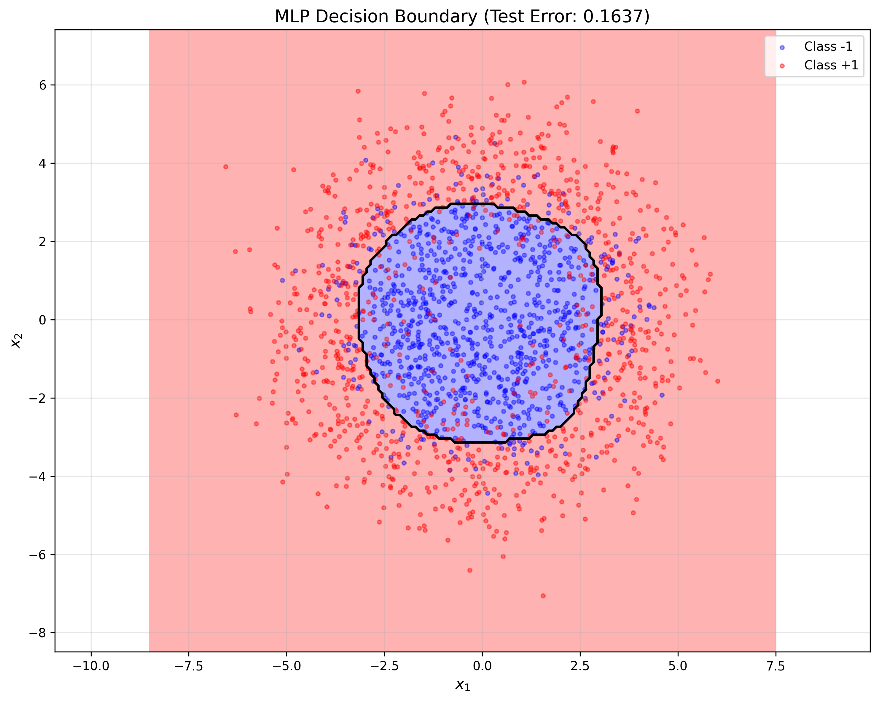 MLP Decision Boundary (Test Error: 0.1637)
Class -1
Class +1
6
4
2
0
−2
−4
−6
−8
x₂
−10.0 −7.5 −5.0 −2.5 0.0 2.5 5.0 7.5
x₁